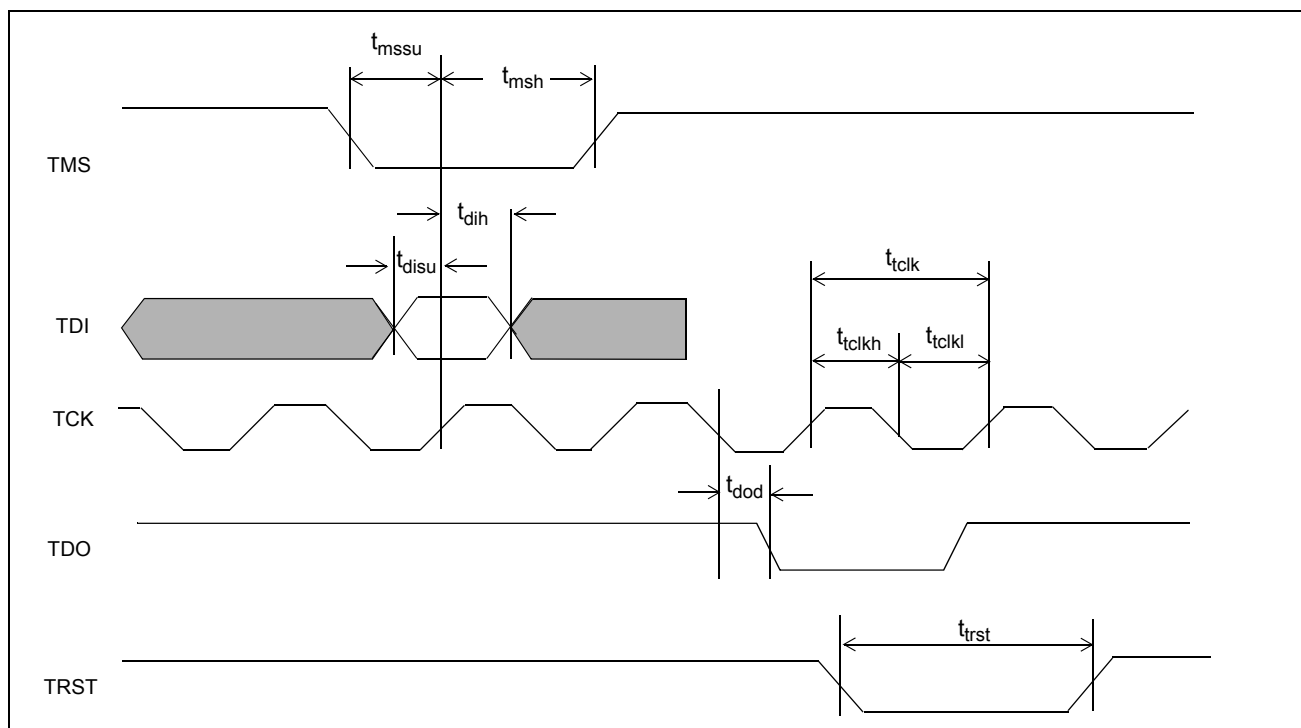 tmssu
tmsh
TMS
tdih
tdisu
ttclk
TDI
ttclkh
ttclkl
TCK
tdod
TDO
ttrst
TRST